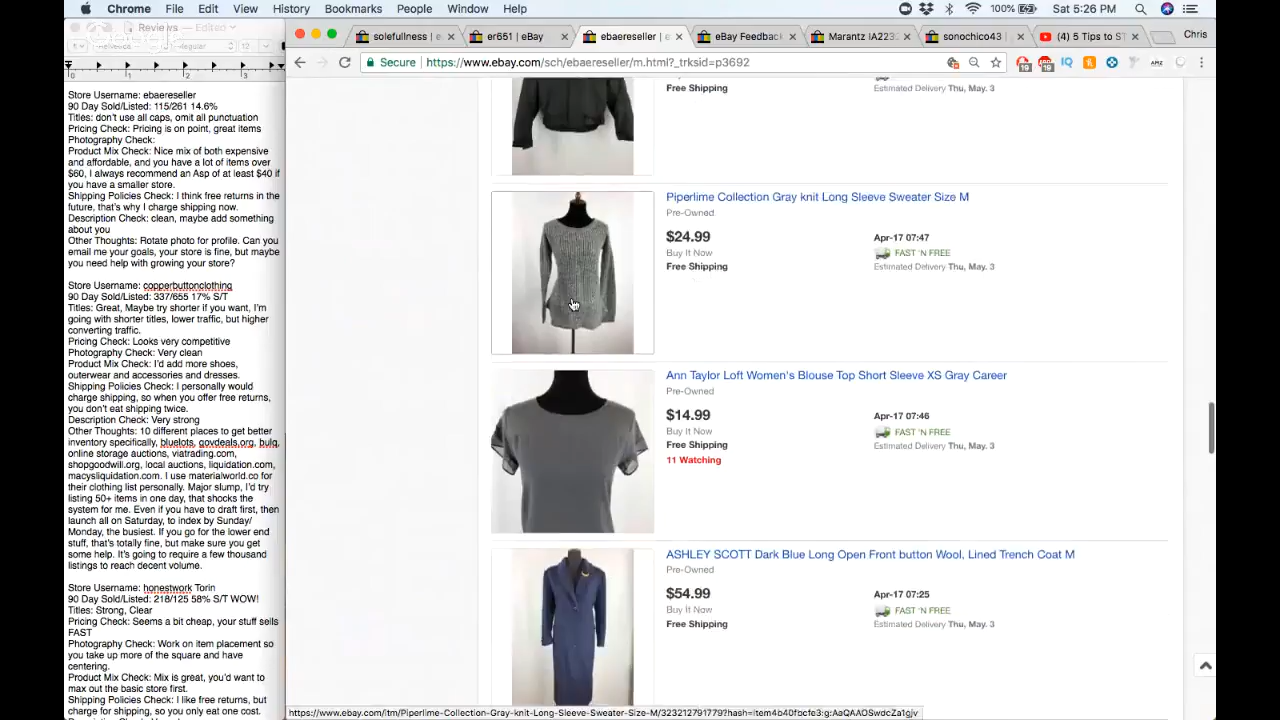 Chrome File Edit View History Bookmarks People Window Help 100% Sat 5:26 PM
Reviews — Edited
solefullness | e er651 | eBay ebaereseller | e eBay Feedback Marantz IA223 sonochico43 | (4) 5 Tips to ST Chris
Secure https://www.ebay.com/sch/ebaereseller/m.html?_trksid=p3692
0 1 2 3
Store Username: ebaereseller
90 Day Sold/Listed: 115/261 14.6%
Titles: don't use all caps, omit all punctuation
Pricing Check: Pricing is on point, great items
Photography Check:
Product Mix Check: Nice mix of both expensive
and affordable, and you have a lot of items over
$60, I always recommend an Asp of at least $40 if
you have a smaller store.
Shipping Policies Check: I think free returns in the
future, that's why I charge shipping now.
Description Check: clean, maybe add something
about you
Other Thoughts: Rotate photo for profile. Can you
email me your goals, your store is fine, but maybe
you need help with growing your store?
Store Username: copperbuttonclothing
90 Day Sold/Listed: 337/655 17% S/T
Titles: Great, Maybe try shorter if you want, I'm
going with shorter titles, lower traffic, but higher
converting traffic.
Pricing Check: Looks very competitive
Photography Check: Very clean
Product Mix Check: I'd add more shoes,
outerwear and accessories and dresses.
Shipping Policies Check: I personally would
charge shipping, so when you offer free returns,
you don't eat shipping twice.
Description Check: Very strong
Other Thoughts: 10 different places to get better
inventory specifically, bluelots, govdeals.org, bulq,
online storage auctions, viatrading.com,
shopgoodwill.org, local auctions, liquidation.com,
macysliquidation.com. I use materialworld.co for
their clothing list personally. Major slump, I'd try
listing 50+ items in one day, that shocks the
system for me. Even if you have to draft first, then
launch all on Saturday, to index by Sunday/
Monday, the busiest. If you go for the lower end
stuff, that's totally fine, but make sure you get
some help. It's going to require a few thousand
listings to reach decent volume.
Store Username: honestwork Torin
90 Day Sold/Listed: 218/125 58% S/T WOW!
Titles: Strong, Clear
Pricing Check: Seems a bit cheap, your stuff sells
FAST
Photography Check: Work on item placement so
you take up more of the square and have
centering.
Product Mix Check: Mix is great, you'd want to
max out the basic store first.
Shipping Policies Check: I like free returns, but
charge for shipping, so you only eat one cost.
Free Shipping Estimated Delivery Thu, May. 3
Piperlime Collection Gray knit Long Sleeve Sweater Size M
Pre-Owned
$24.99 Apr-17 07:47
Buy It Now FAST 'N FREE
Free Shipping Estimated Delivery Thu, May. 3
Ann Taylor Loft Women's Blouse Top Short Sleeve XS Gray Career
Pre-Owned
$14.99 Apr-17 07:46
Buy It Now FAST 'N FREE
Free Shipping Estimated Delivery Thu, May. 3
11 Watching
ASHLEY SCOTT Dark Blue Long Open Front button Wool, Lined Trench Coat M
Pre-Owned
$54.99 Apr-17 07:25
Buy It Now FAST 'N FREE
Free Shipping Estimated Delivery Thu, May. 3